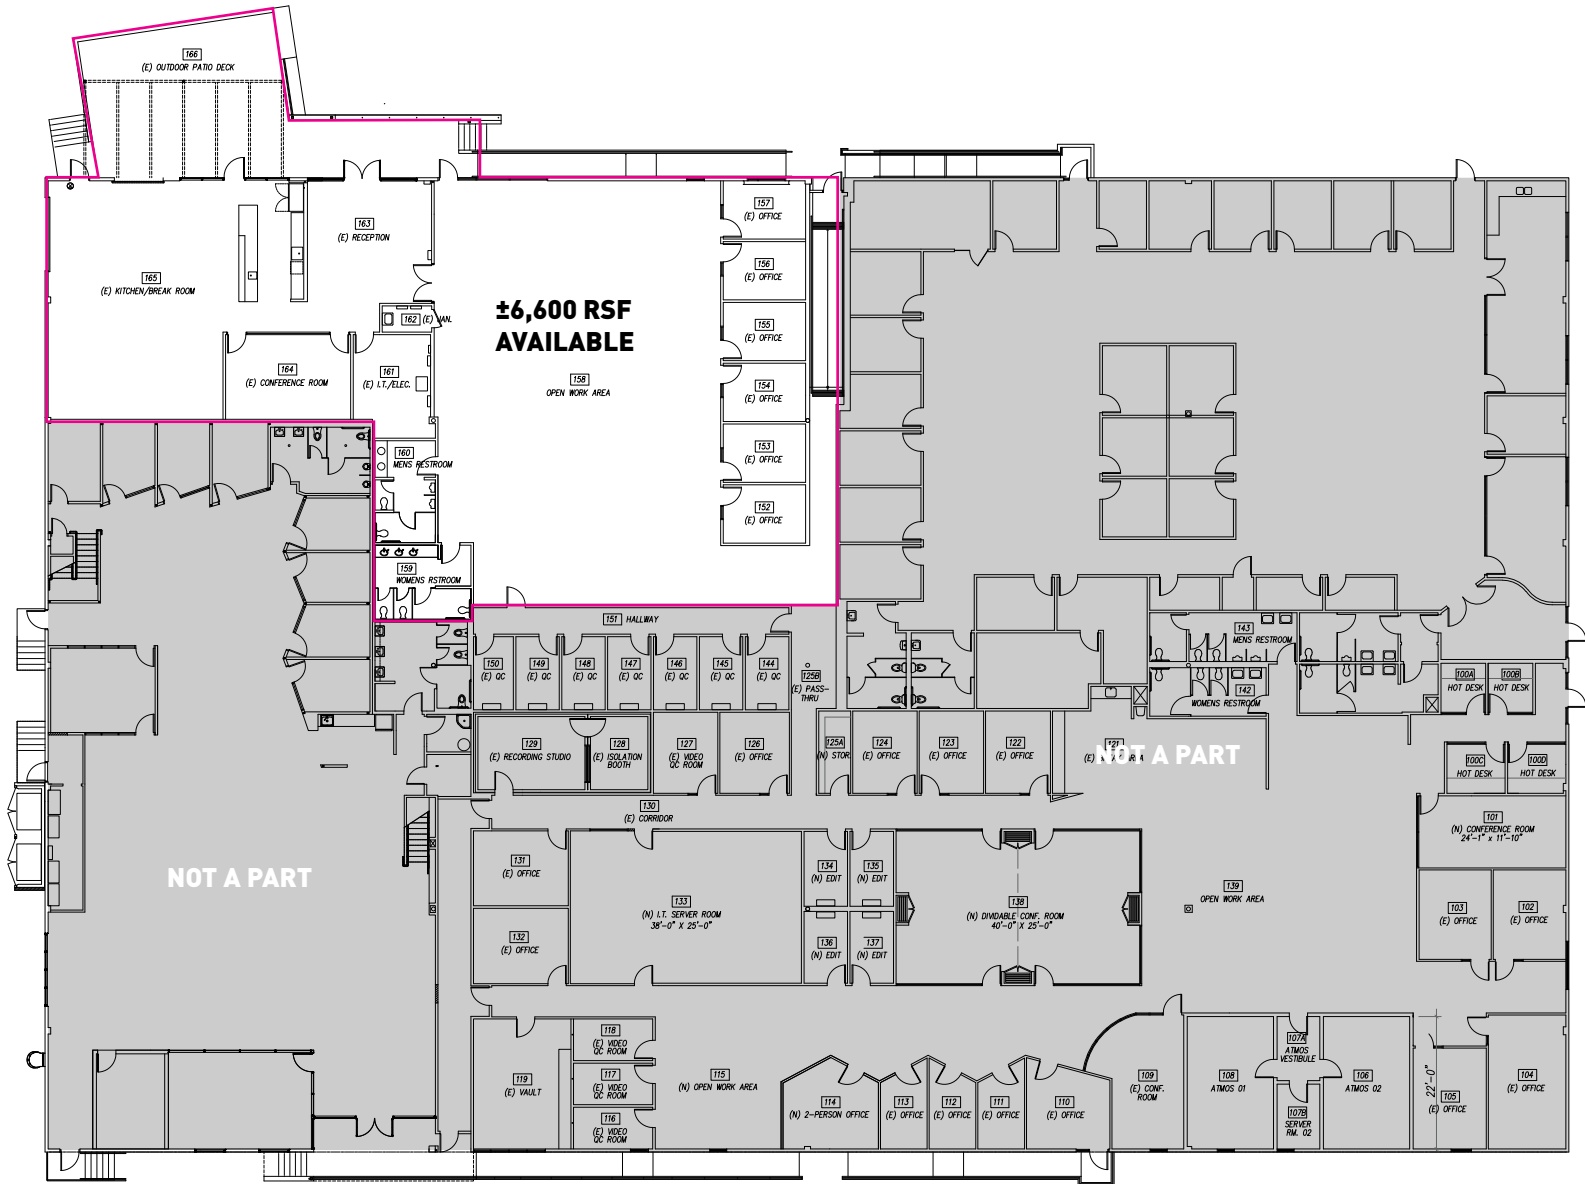 166
(E) OUTDOOR PATIO DECK
157
(E) OFFICE
163
(E) RECEPTION
156
(E) OFFICE
165
(E) KITCHEN/BREAK ROOM
±6,600 RSF
AVAILABLE
162 (E) JAN.
155
(E) OFFICE
164
(E) CONFERENCE ROOM
161
(E) I.T./ELEC.
158
OPEN WORK AREA
154
(E) OFFICE
153
(E) OFFICE
160
MENS RESTROOM
152
(E) OFFICE
159
WOMENS RSTROOM
151 HALLWAY
143
MENS RESTROOM
150
(E) QC
149
(E) QC
148
(E) QC
147
(E) QC
146
(E) QC
145
(E) QC
144
(E) QC
125B
(E) PASS-
THRU
142
WOMENS RESTROOM
100A
HOT DESK
100B
HOT DESK
129
(E) RECORDING STUDIO
128
(E) ISOLATION
BOOTH
127
(E) VIDEO
QC ROOM
126
(E) OFFICE
125A
(N) STOR.
124
(E) OFFICE
123
(E) OFFICE
122
(E) OFFICE
121
NOT A PART
100C
HOT DESK
100D
HOT DESK
130
(E) CORRIDOR
101
(N) CONFERENCE ROOM
24'-1" x 11'-10"
131
(E) OFFICE
134
(N) EDIT
135
(N) EDIT
NOT A PART
133
(N) I.T. SERVER ROOM
38'-0" X 25'-0"
138
(N) DIVIDABLE CONF. ROOM
40'-0" X 25'-0"
139
OPEN WORK AREA
103
(E) OFFICE
102
(E) OFFICE
132
(E) OFFICE
136
(N) EDIT
137
(N) EDIT
118
(E) VIDEO
QC ROOM
107A
ATMOS
VESTIBULE
119
(E) VAULT
117
(E) VIDEO
QC ROOM
115
(N) OPEN WORK AREA
109
(E) CONF.
ROOM
108
ATMOS 01
106
ATMOS 02
22'-0"
104
(E) OFFICE
105
(E) OFFICE
116
(E) VIDEO
QC ROOM
114
(N) 2-PERSON OFFICE
113
(E) OFFICE
112
(E) OFFICE
111
(E) OFFICE
110
(E) OFFICE
107B
SERVER
RM. 02